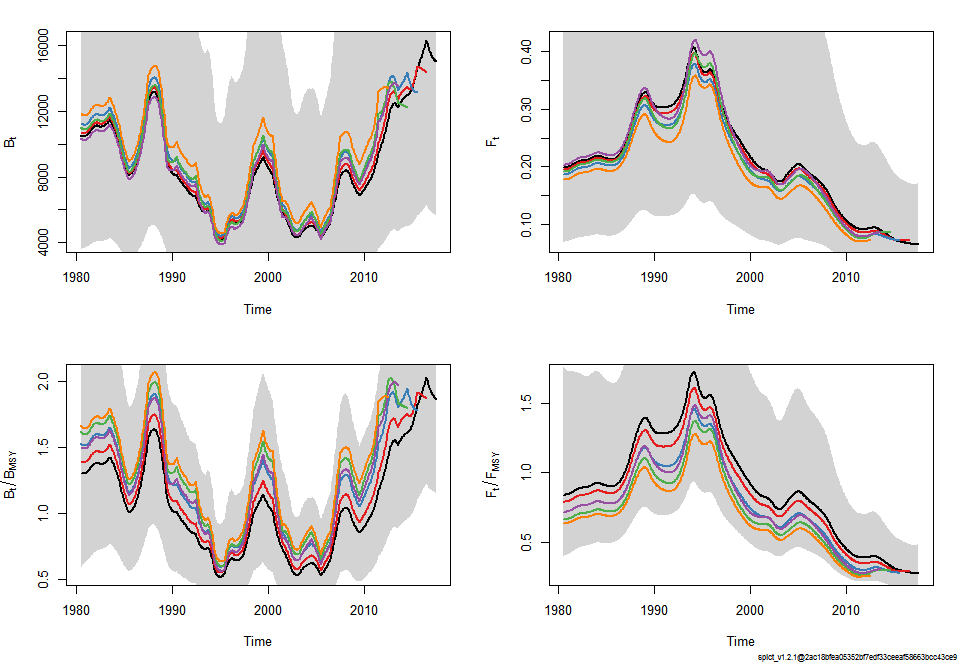 16000
12000
8000
4000
Bt
1980 1990 2000 2010
Time
0.40
0.30
0.20
0.10
Ft
1980 1990 2000 2010
Time
2.0
1.5
1.0
0.5
Bt / BMSY
1980 1990 2000 2010
Time
1.5
1.0
0.5
Ft / FMSY
1980 1990 2000 2010
Time
spict_v1.2.1@2ac18bfea05352bf7edf33ceeaf58663bcc43ce9